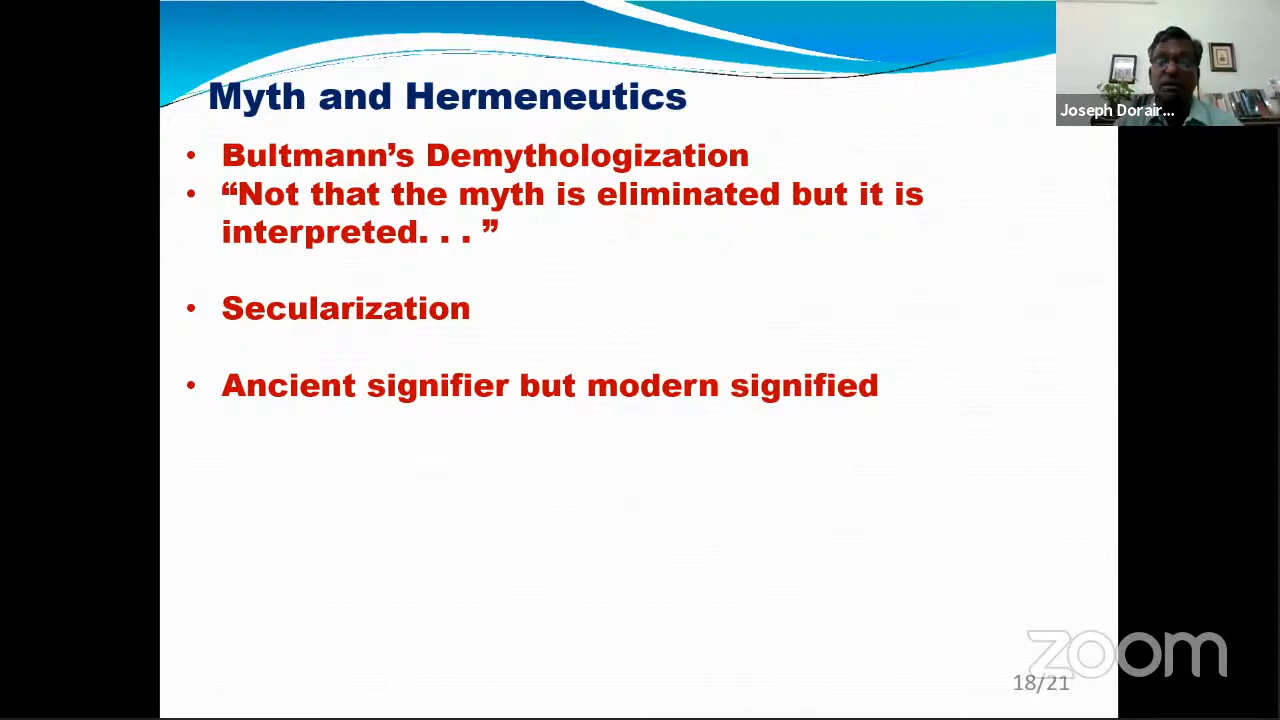 Myth and Hermeneutics
• Bultmann’s Demythologization
• “Not that the myth is eliminated but it is
interpreted. . . ”
• Secularization
• Ancient signifier but modern signified
Joseph Dorair...
zoom
18/21